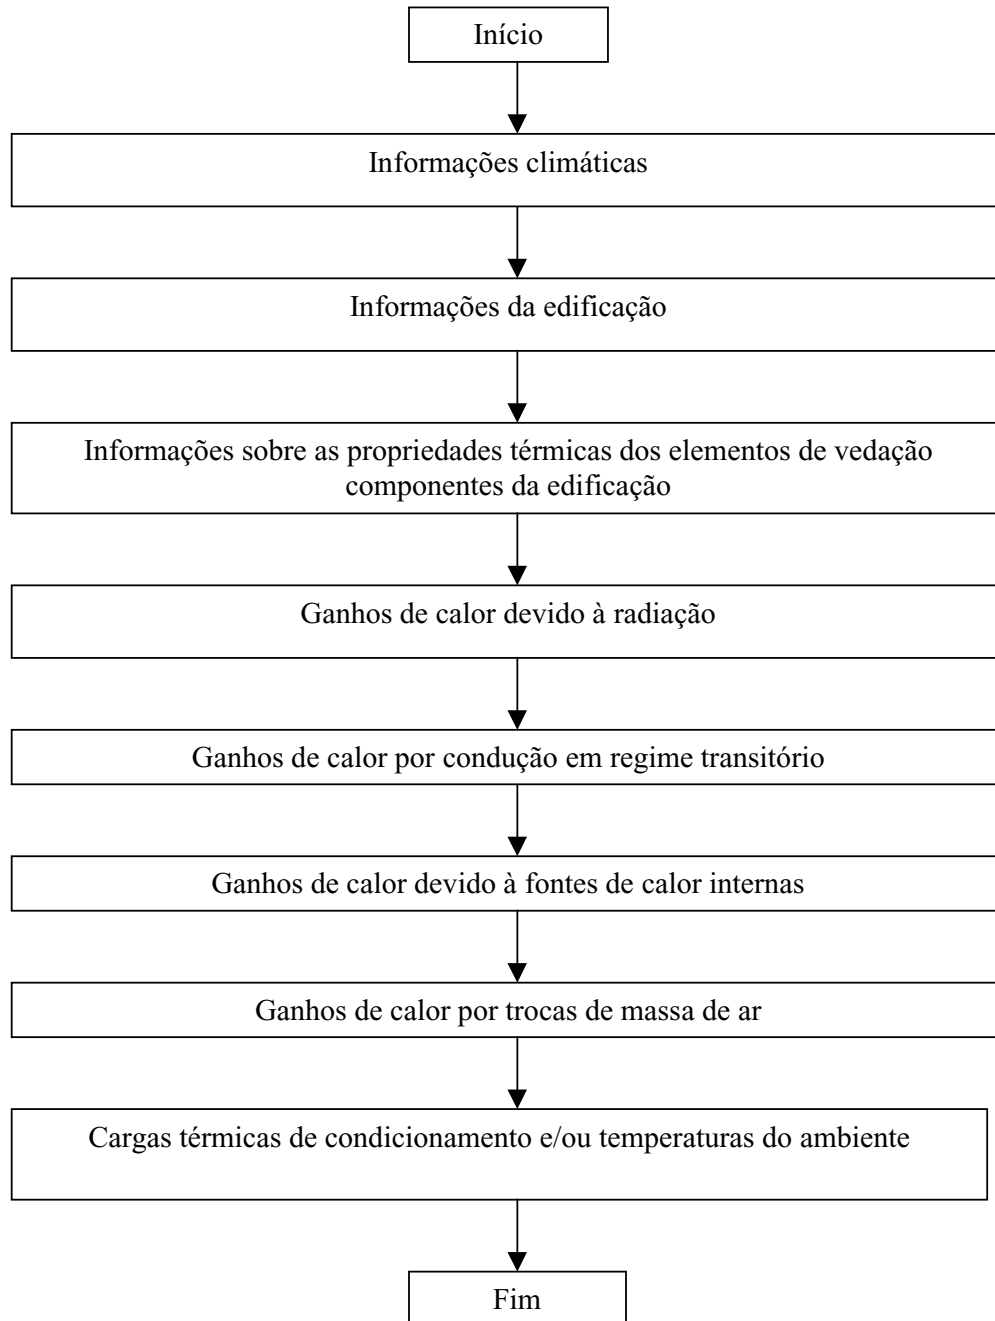 Início
Informações climáticas
Informações da edificação
Informações sobre as propriedades térmicas dos elementos de vedação
componentes da edificação
Ganhos de calor devido à radiação
Ganhos de calor por condução em regime transitório
Ganhos de calor devido à fontes de calor internas
Ganhos de calor por trocas de massa de ar
Cargas térmicas de condicionamento e/ou temperaturas do ambiente
Fim